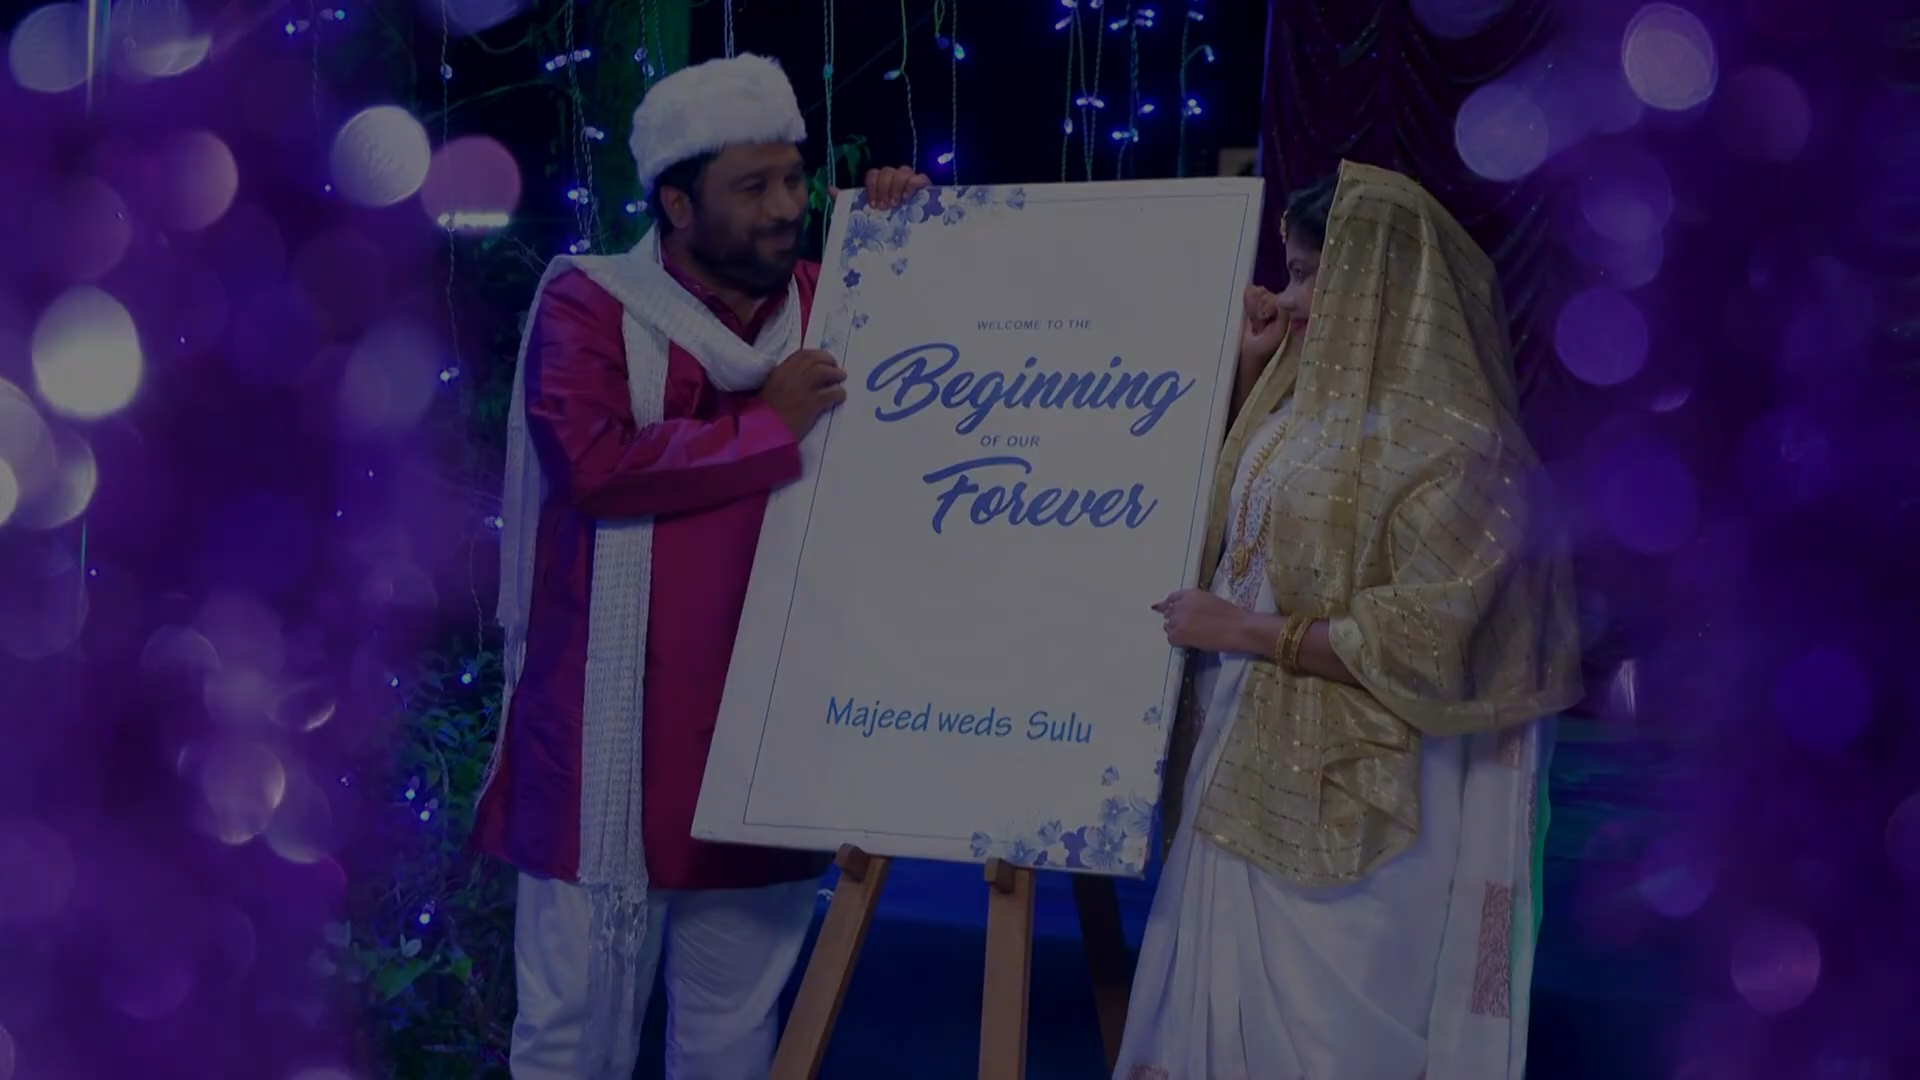 WELCOME TO THE
Beginning
OF OUR
Forever
Majeed weds Sulu